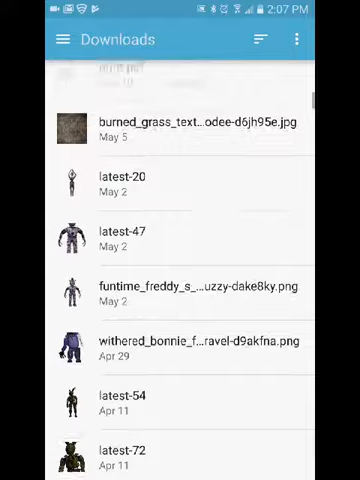 2:07 PM
Downloads
burned_grass_text...odee-d6jh95e.jpg
May 5
latest-20
May 2
latest-47
May 2
funtime_freddy_s_...uzzy-dake8ky.png
May 2
withered_bonnie_f...ravel-d9akfna.png
Apr 29
latest-54
Apr 11
latest-72
Apr 11